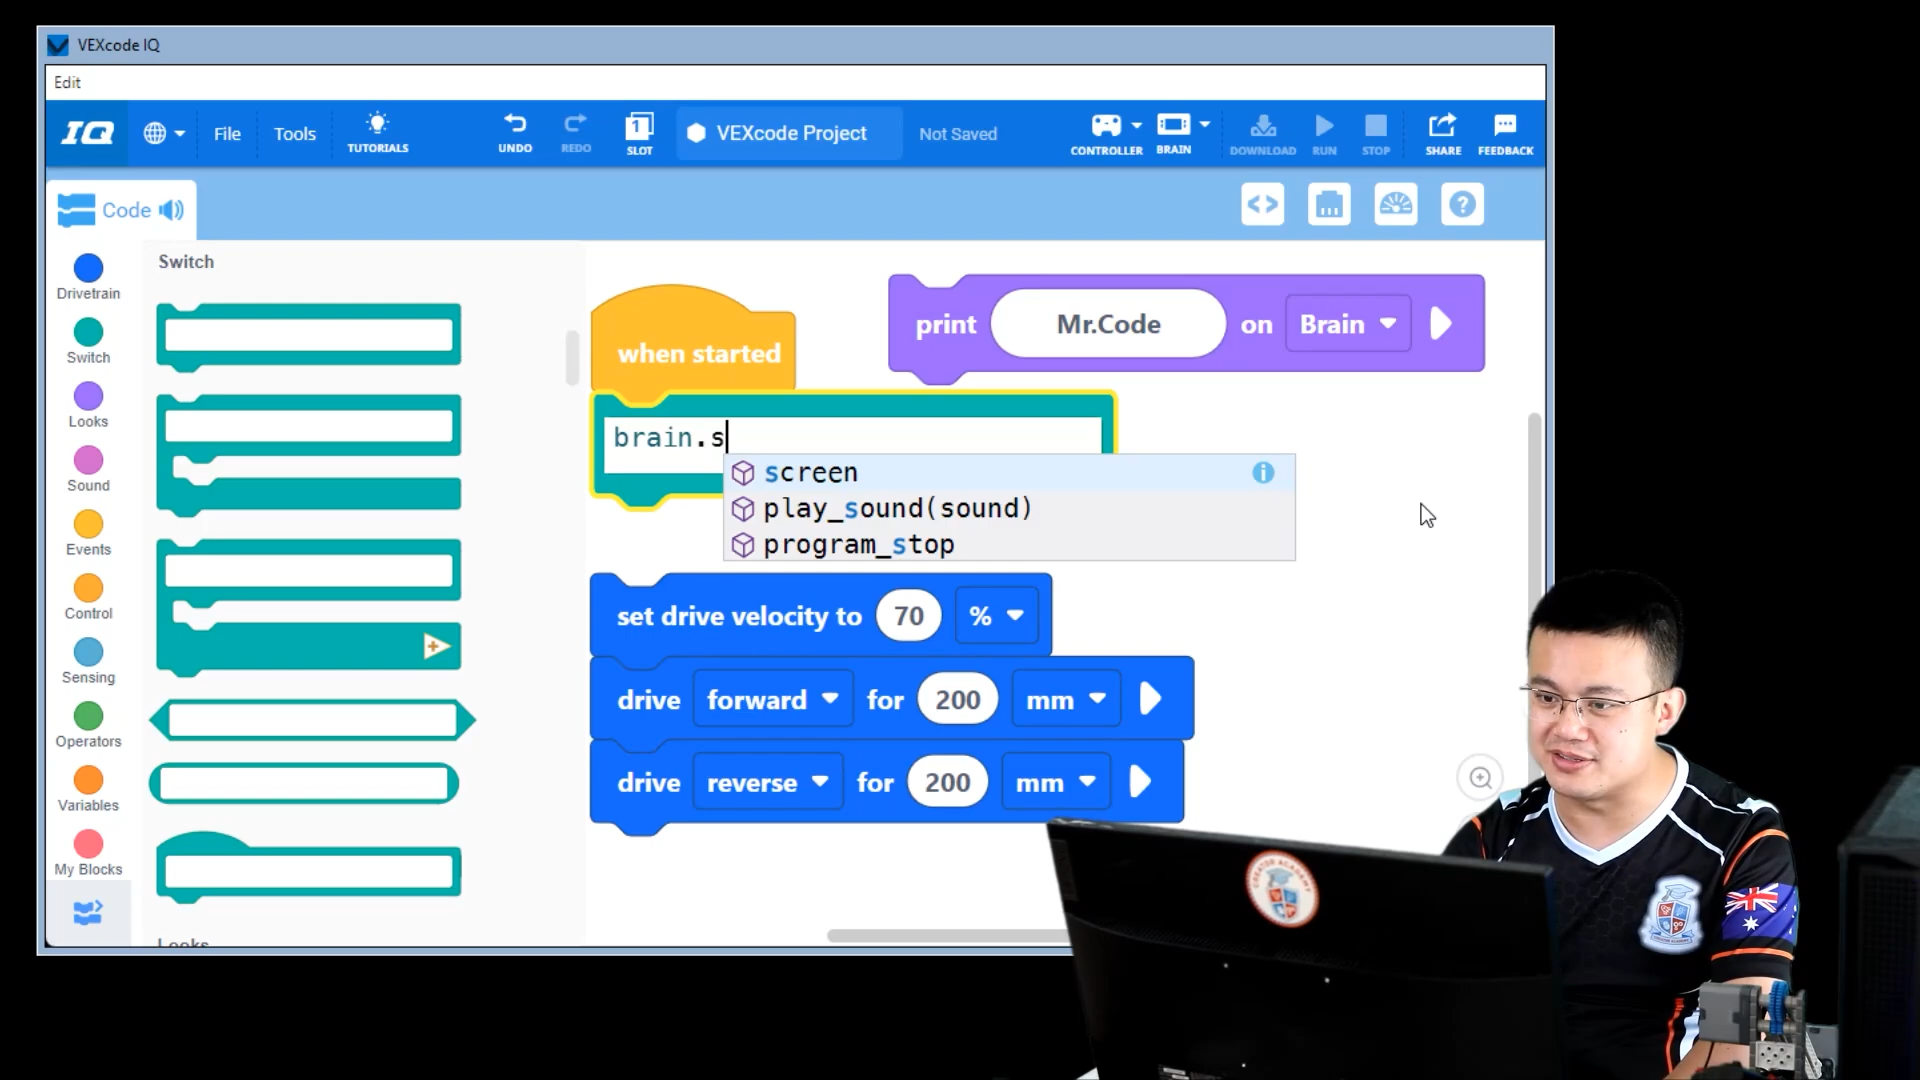 VEXcode IQ
Edit
IQ
File
Tools
TUTORIALS
UNDO
REDO
1
SLOT
VEXcode Project
Not Saved
CONTROLLER
BRAIN
DOWNLOAD
RUN
STOP
SHARE
FEEDBACK
Code
Drivetrain
Switch
Looks
Sound
Events
Control
Sensing
Operators
Variables
My Blocks
Switch
when started
print Mr.Code on Brain
brain.s
screen
play_sound(sound)
program_stop
set drive velocity to 70 %
drive forward for 200 mm
drive reverse for 200 mm
Looks